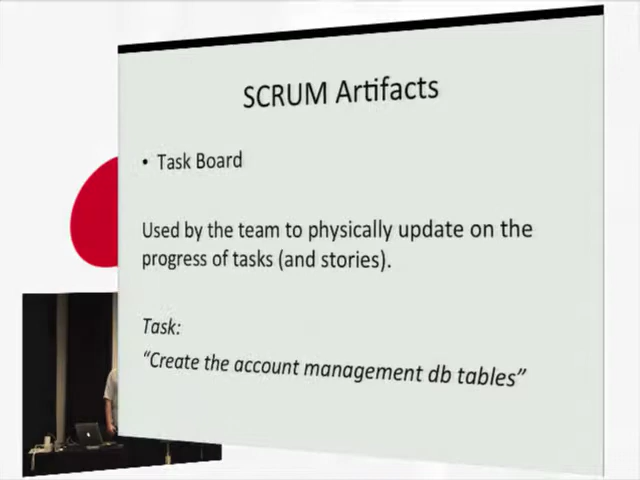 SCRUM Artifacts
• Task Board
Used by the team to physically update on the
progress of tasks (and stories).
Task:
“Create the account management db tables”